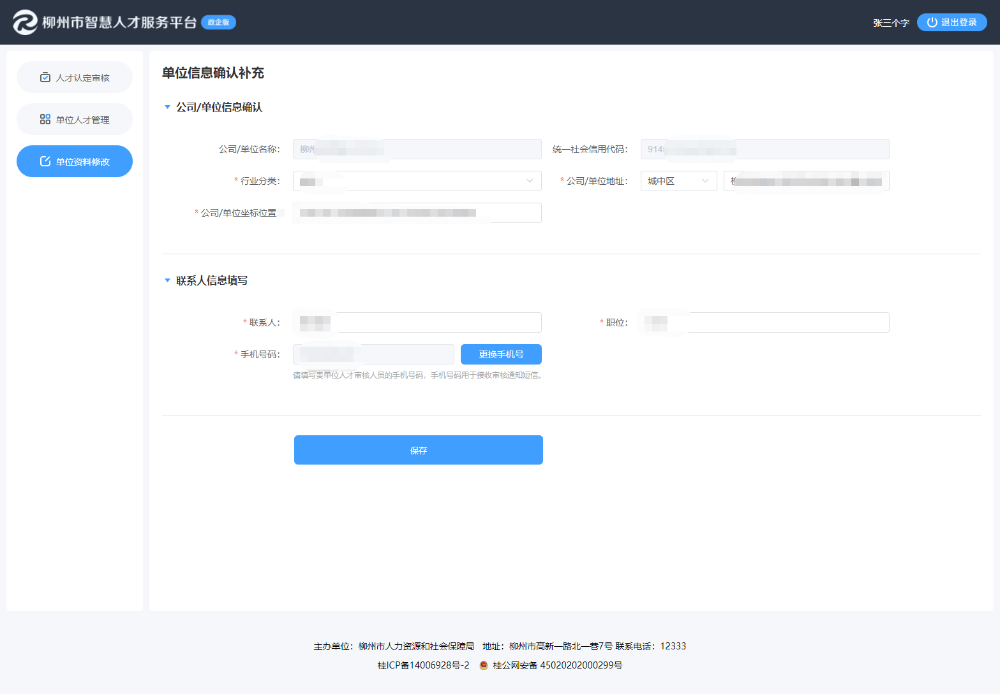 柳州市智慧人才服务平台 政企版
张三个字 退出登录
人才认定审核
单位人才管理
单位资料修改
单位信息确认补充
公司/单位信息确认
公司/单位名称： 柳州
统一社会信用代码： 914
* 行业分类：
* 公司/单位地址： 城中区
* 公司/单位坐标位置
联系人信息填写
* 联系人：
* 职位：
* 手机号码： 更换手机号
请填写贵单位人才审核人员的手机号码，手机号码用于接收审核通知短信。
保存
主办单位：柳州市人力资源和社会保障局 地址：柳州市高新一路北一巷7号 联系电话：12333
桂ICP备14006928号-2 桂公网安备 45020202000299号